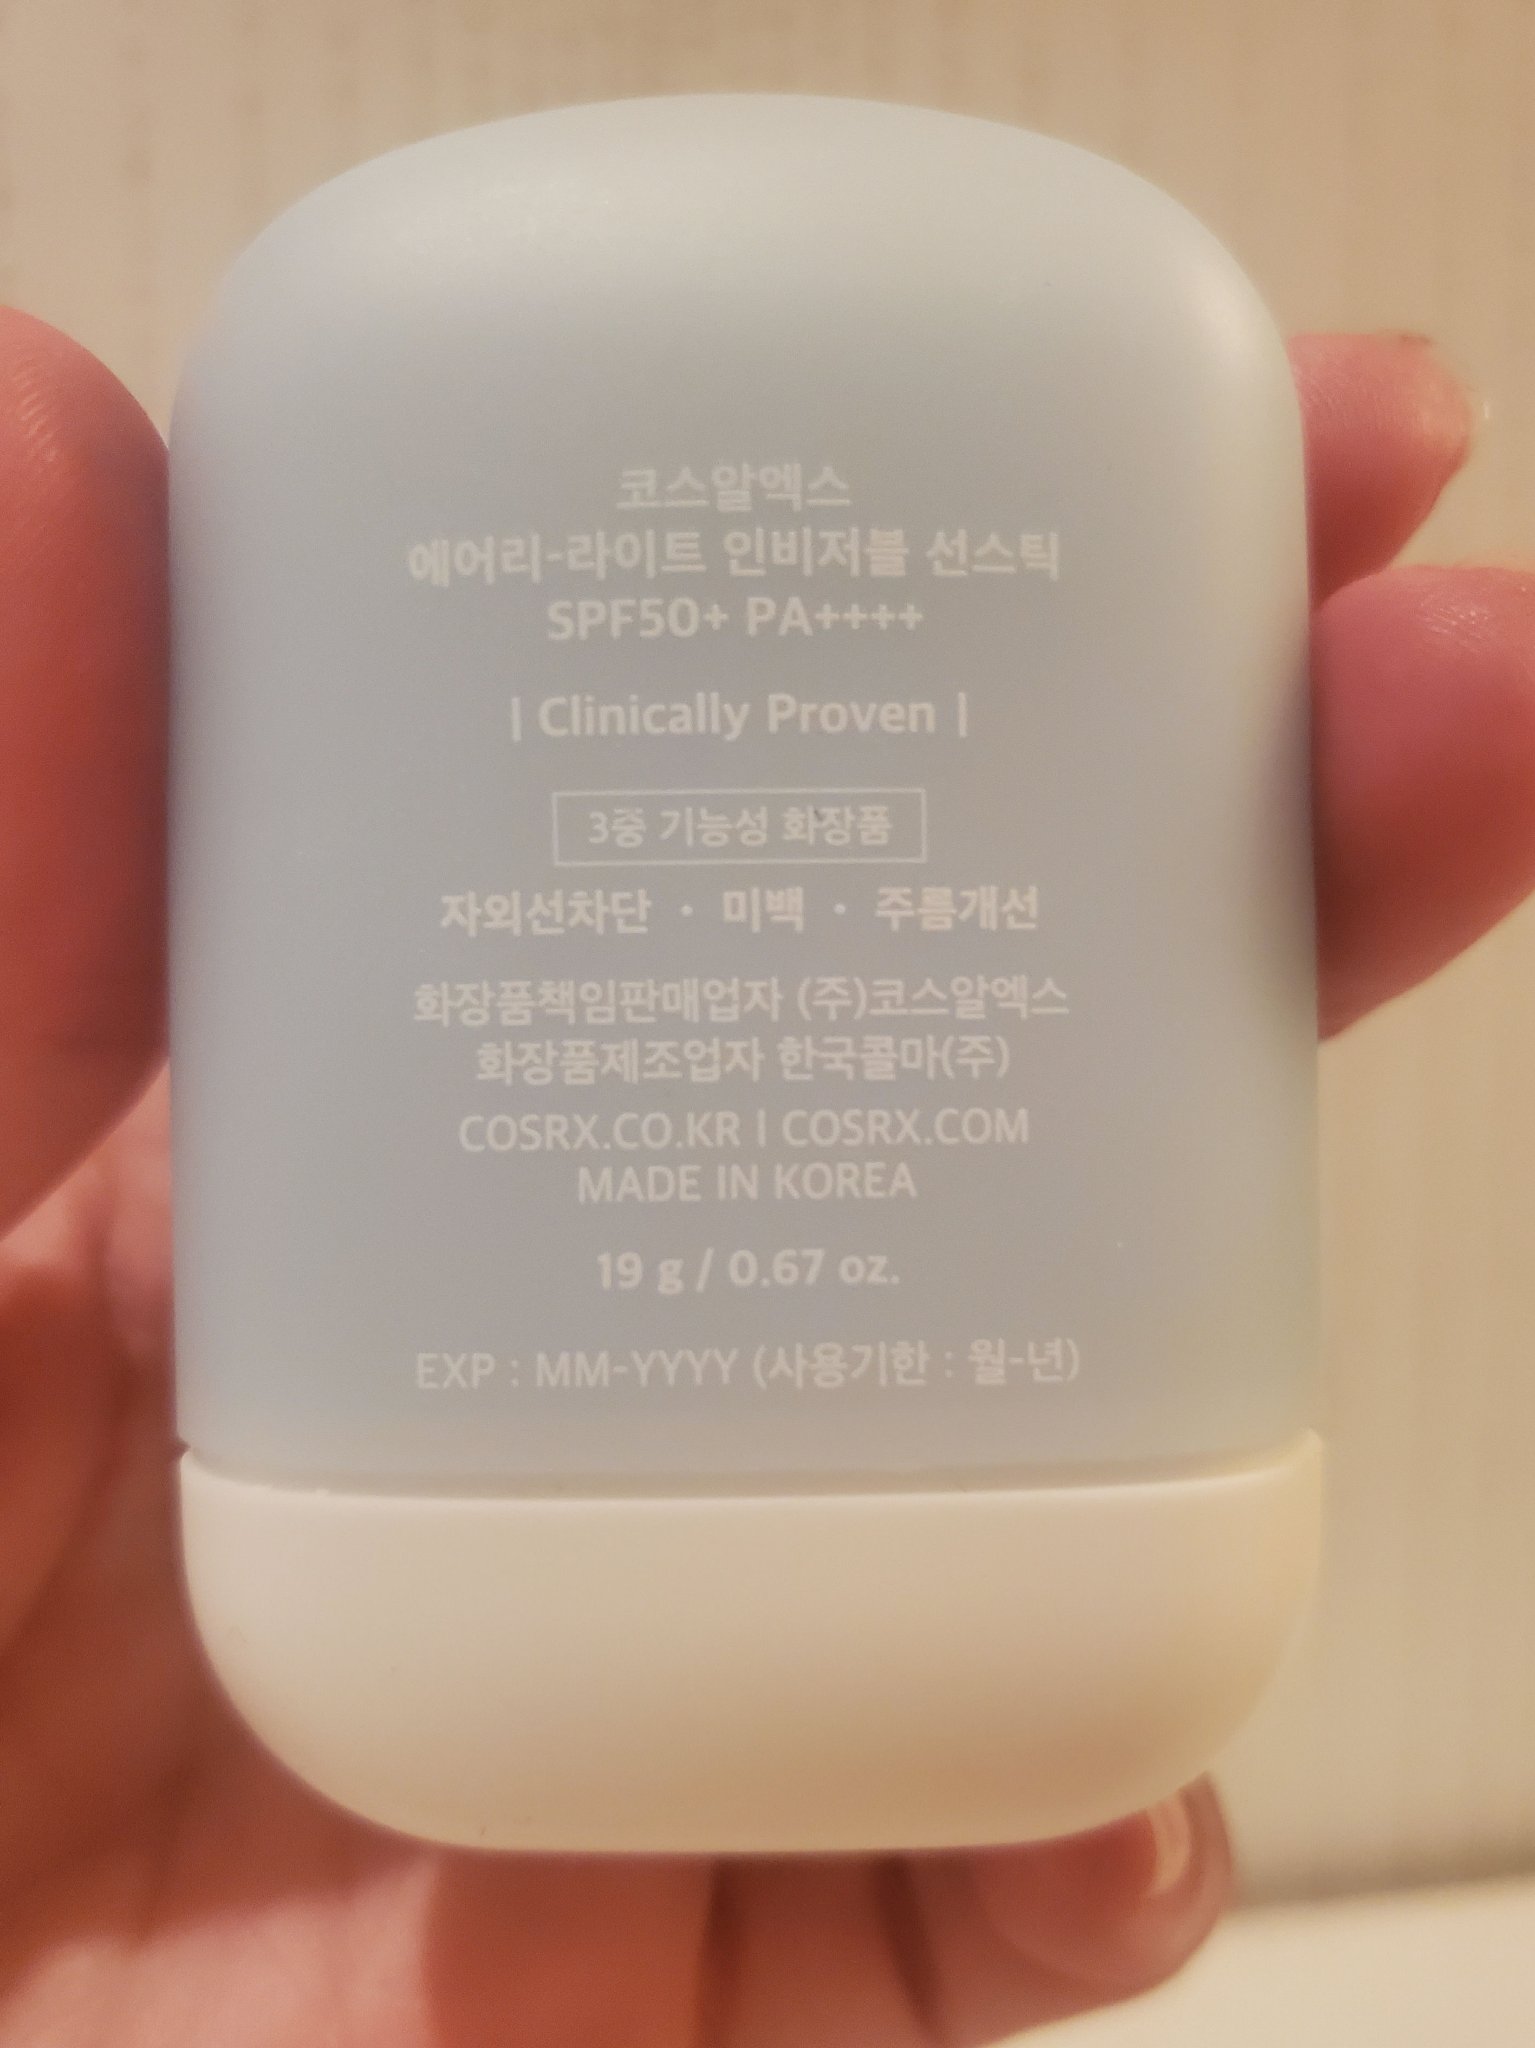 코스알엑스
에어리-라이트 인비저블 선스틱
SPF50+ PA++++
| Clinically Proven |
3중 기능성 화장품
자외선차단 · 미백 · 주름개선
화장품책임판매업자 (주)코스알엑스
화장품제조업자 한국콜마(주)
COSRX.CO.KR | COSRX.COM
MADE IN KOREA
19 g / 0.67 oz.
EXP : MM-YYYY (사용기한 : 월-년)